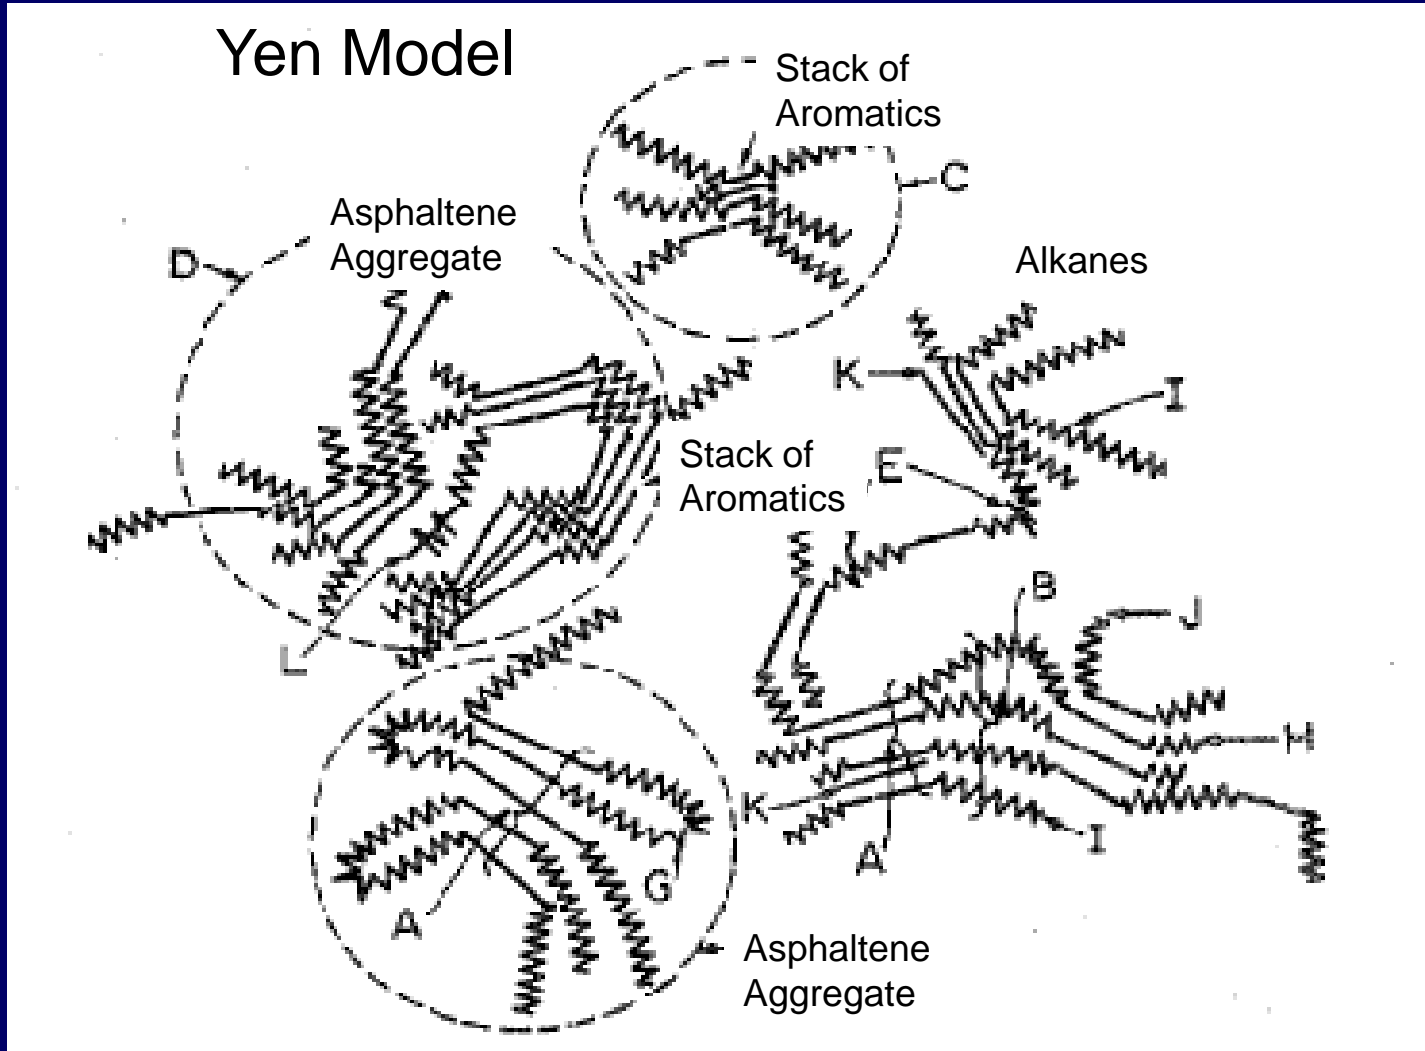 Yen Model
Stack of
Aromatics
C
Asphaltene
Aggregate
D
Alkanes
K
I
Stack of
Aromatics
E
B
J
L
H
K
I
A
G
A
Asphaltene
Aggregate